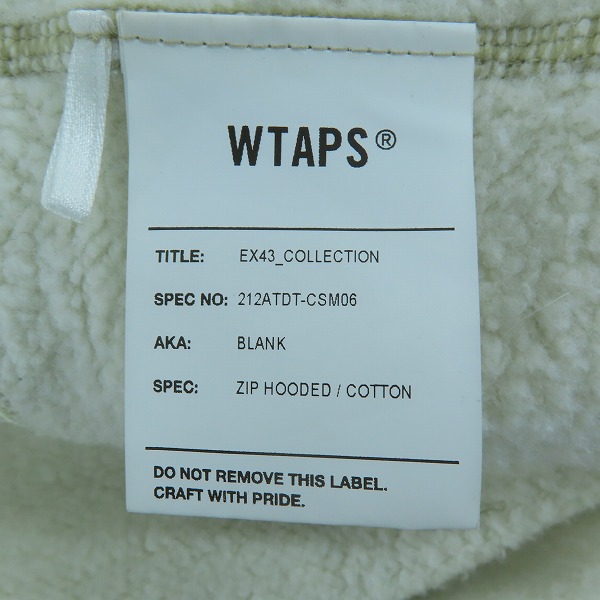 WTAPS®
TITLE: EX43_COLLECTION
SPEC NO: 212ATDT-CSM06
AKA: BLANK
SPEC: ZIP HOODED / COTTON
DO NOT REMOVE THIS LABEL.
CRAFT WITH PRIDE.